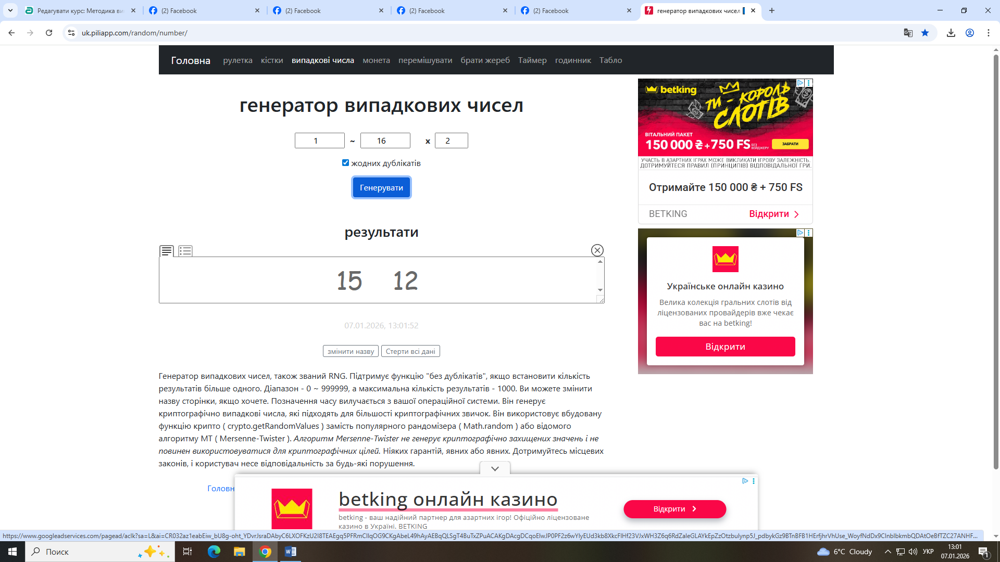 Редагувати курс: Методика ви
(2) Facebook
(2) Facebook
(2) Facebook
(2) Facebook
генератор випадкових чисел
uk.piliapp.com/random/number/
Головна рулетка кістки випадкові числа монета перемішувати брати жереб Таймер годинник Табло
генератор випадкових чисел
1 ~ 16 x 2
жодних дублікатів
Генерувати
результати
15 12
07.01.2026, 13:01:52
змінити назву Стерти всі дані
Генератор випадкових чисел, також званий RNG. Підтримує функцію "без дублікатів", якщо встановити кількість
результатів більше одного. Діапазон - 0 ~ 999999, а максимальна кількість результатів - 1000. Ви можете змінити
назву сторінки, якщо хочете. Позначення часу вилучається з вашої операційної системи. Він генерує
криптографічно випадкові числа, які підходять для більшості криптографічних звичок. Він використовує вбудовану
функцію крипто ( crypto.getRandomValues ) замість популярного рандомізера ( Math.random ) або відомого
алгоритму MT ( Mersenne-Twister ). Алгоритм Mersenne-Twister не генерує криптографічно захищених значень і не
повинен використовуватися для криптографічних цілей. Ніяких гарантій, явних або явних. Дотримуйтесь місцевих
законів, і користувач несе відповідальність за будь-які порушення.
Головн
betking
ТИ - КОРОЛЬ
СЛОТІВ
ВІТАЛЬНИЙ ПАКЕТ
150 000 ₴ +750 FS БЕЗ ВЕЙДЖЕРУ ЗАБРАТИ
УЧАСТЬ В АЗАРТНИХ ІГРАХ МОЖЕ ВИКЛИКАТИ ІГРОВУ ЗАЛЕЖНІСТЬ.
ДОТРИМУЙТЕСЯ ПРАВИЛ (ПРИНЦИПІВ) ВІДПОВІДАЛЬНОЇ ГРИ.
Отримайте 150 000 ₴ + 750 FS
BETKING Відкрити
Українське онлайн казино
Велика колекція гральних слотів від
ліцензованих провайдерів вже чекає
вас на betking!
Відкрити
betking онлайн казино
betking - ваш надійний партнер для азартних ігор! Офіційно ліцензоване
казино в Україні. BETKING
Відкрити
Поиск
6°C Cloudy
УКР
13:01
07.01.2026
1